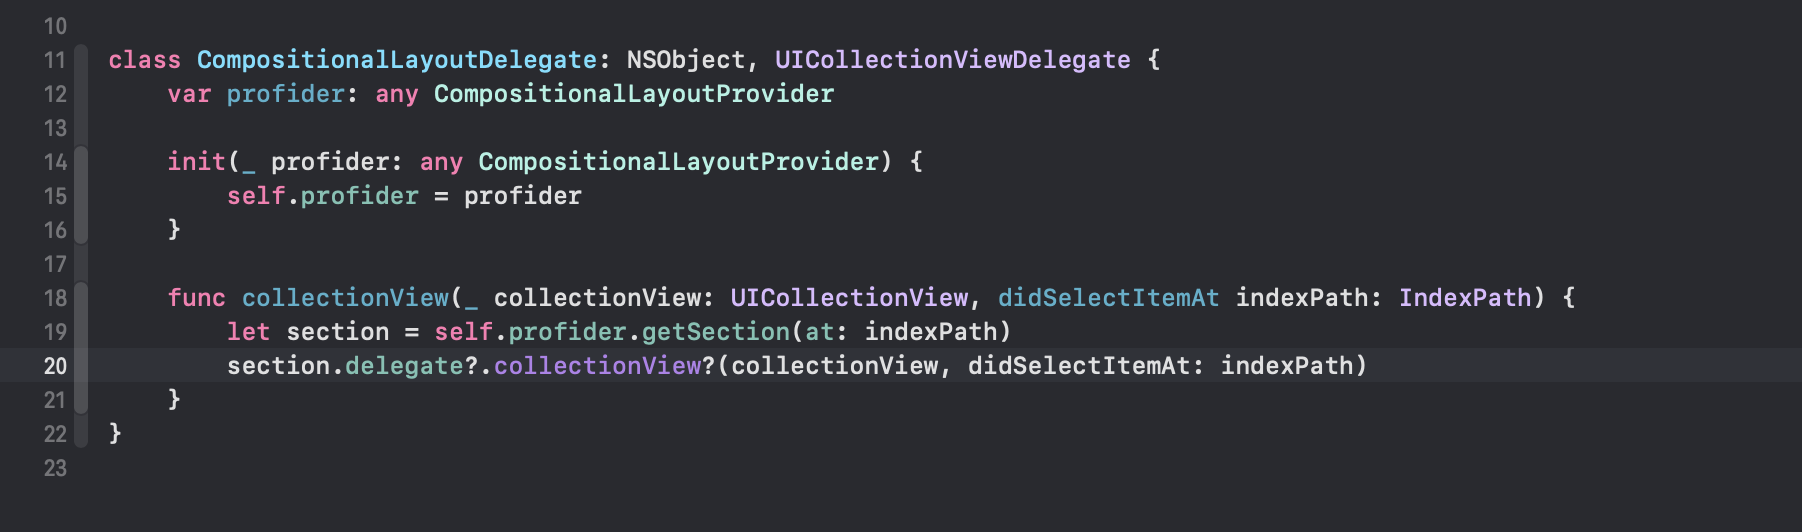 10
11 class CompositionalLayoutDelegate: NSObject, UICollectionViewDelegate {
12     var profider: any CompositionalLayoutProvider
13
14     init(_ profider: any CompositionalLayoutProvider) {
15         self.profider = profider
16     }
17
18     func collectionView(_ collectionView: UICollectionView, didSelectItemAt indexPath: IndexPath) {
19         let section = self.profider.getSection(at: indexPath)
20         section.delegate?.collectionView?(collectionView, didSelectItemAt: indexPath)
21     }
22 }
23